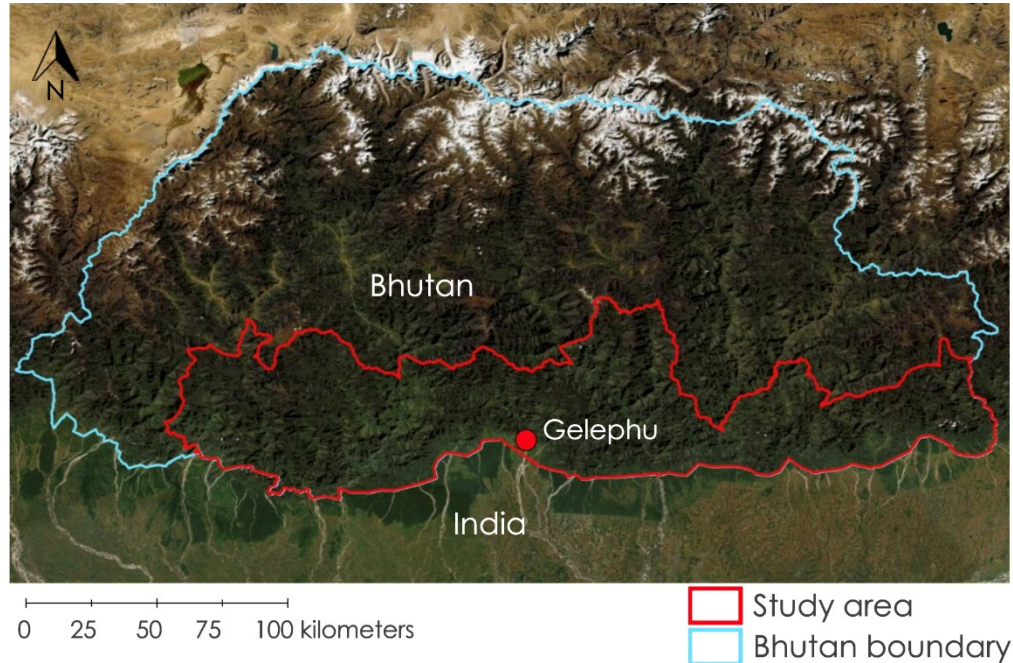 N
Bhutan
Gelephu
India
0 25 50 75 100 kilometers
Study area
Bhutan boundary